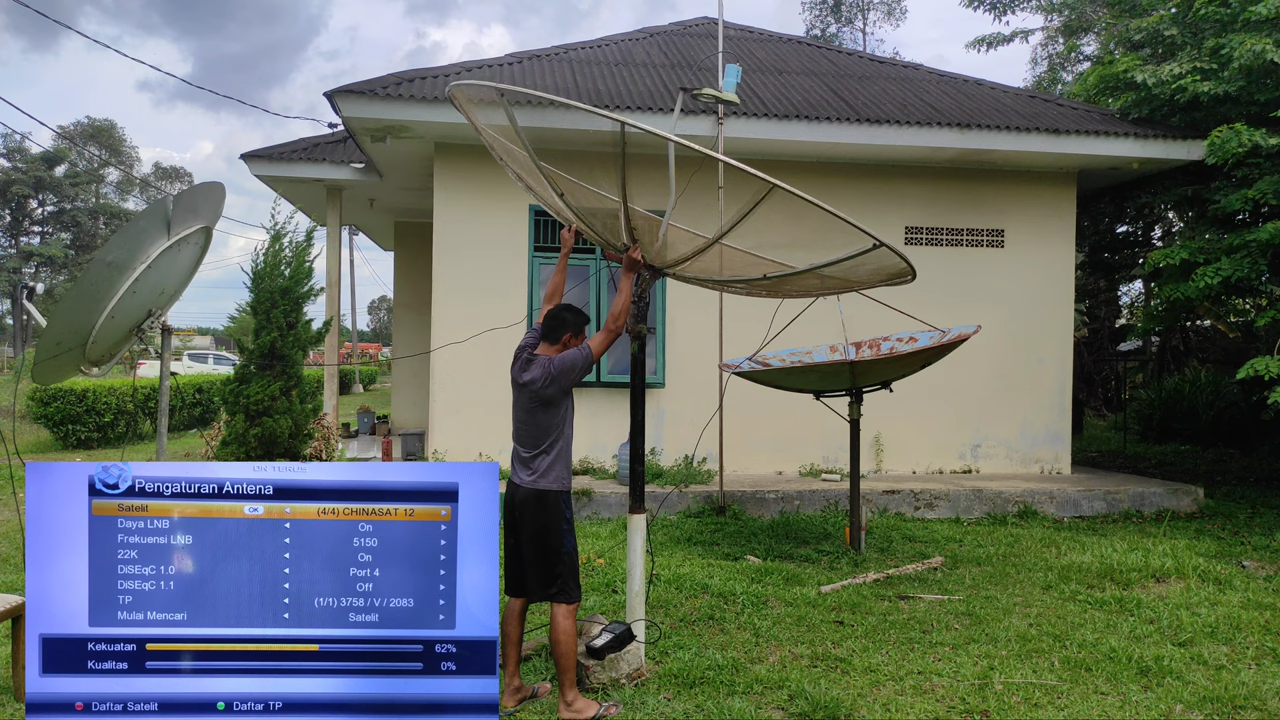 ON TERUS
Pengaturan Antena
Satelit OK (4/4) CHINASAT 12
Daya LNB On
Frekuensi LNB 5150
22K On
DiSEqC 1.0 Port 4
DiSEqC 1.1 Off
TP (1/1) 3758 / V / 2083
Mulai Mencari Satelit
Kekuatan 62%
Kualitas 0%
Daftar Satelit Daftar TP